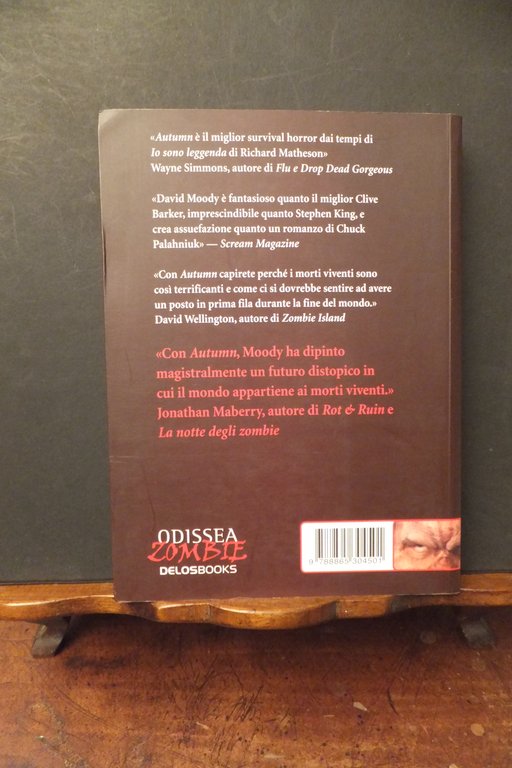 «Autumn è il miglior survival horror dai tempi di
Io sono leggenda di Richard Matheson»
Wayne Simmons, autore di Flu e Drop Dead Gorgeous
«David Moody è fantasioso quanto il miglior Clive
Barker, imprescindibile quanto Stephen King, e
crea assuefazione quanto un romanzo di Chuck
Palahniuk» — Scream Magazine
«Con Autumn capirete perché i morti viventi sono
così terrificanti e come ci si dovrebbe sentire ad avere
un posto in prima fila durante la fine del mondo.»
David Wellington, autore di Zombie Island
«Con Autumn, Moody ha dipinto
magistralmente un futuro distopico in
cui il mondo appartiene ai morti viventi.»
Jonathan Maberry, autore di Rot & Ruin e
La notte degli zombie
ODISSEA
ZOMBIE
DELOSBOOKS
9 788865 304501